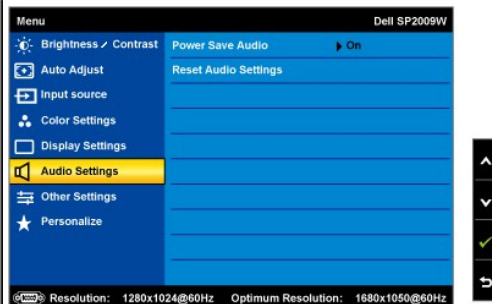 Menu Dell SP2009W
Brightness / Contrast Power Save Audio On
Auto Adjust Reset Audio Settings
Input source
Color Settings
Display Settings
Audio Settings
Other Settings
Personalize
Resolution: 1280x1024@60Hz Optimum Resolution: 1680x1050@60Hz